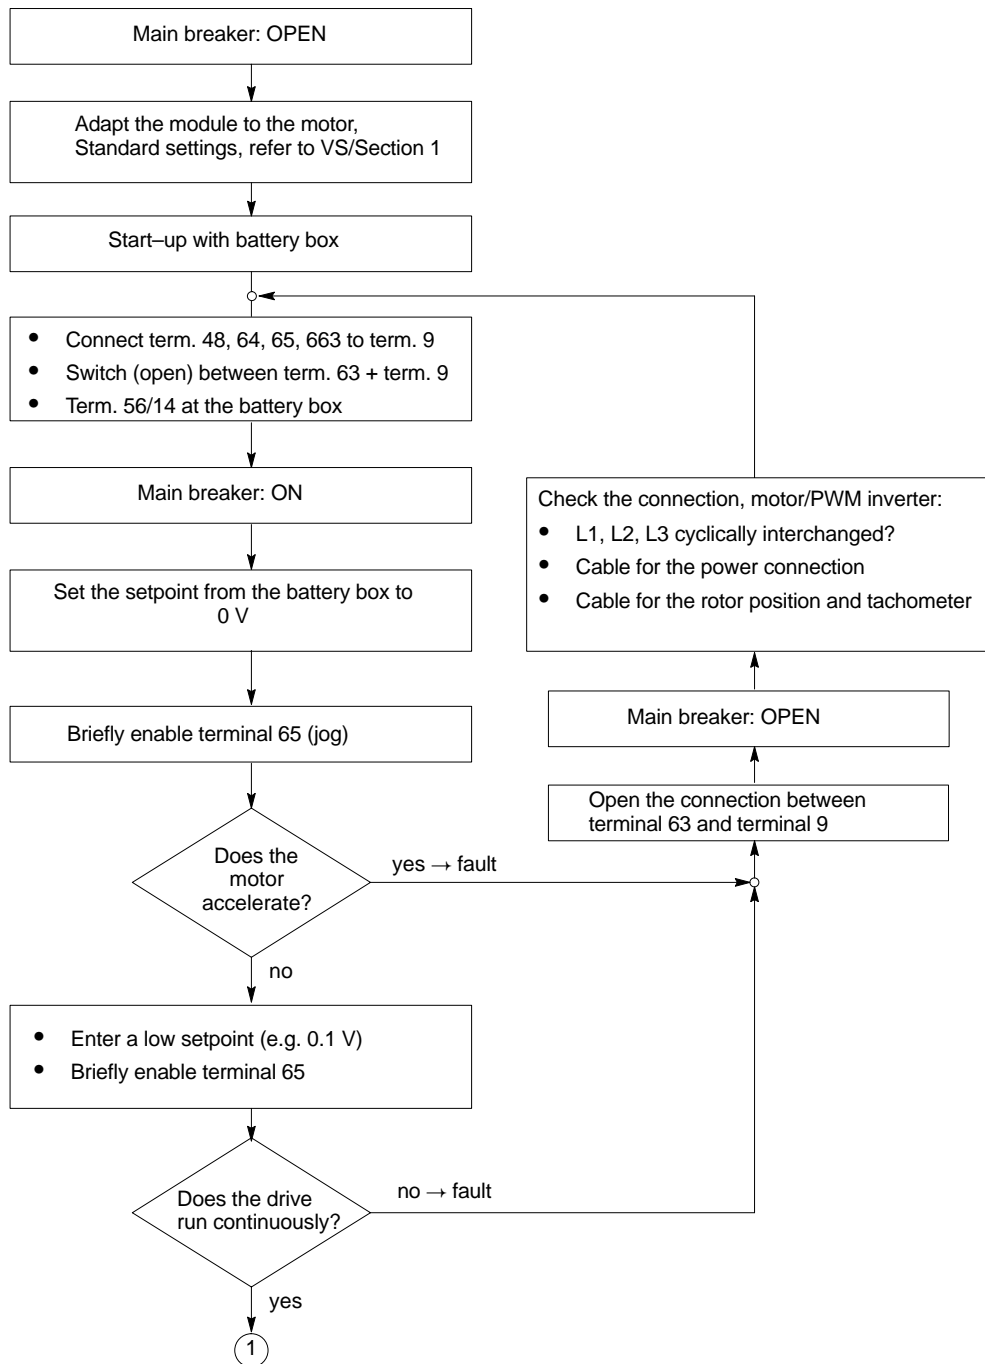 Main breaker: OPEN
Adapt the module to the motor,
Standard settings, refer to VS/Section 1
Start–up with battery box
• Connect term. 48, 64, 65, 663 to term. 9
• Switch (open) between term. 63 + term. 9
• Term. 56/14 at the battery box
Main breaker: ON
Set the setpoint from the battery box to
0 V
Briefly enable terminal 65 (jog)
Does the
motor
accelerate?
yes → fault
no
• Enter a low setpoint (e.g. 0.1 V)
• Briefly enable terminal 65
Does the drive
run continuously?
no → fault
yes
1
Check the connection, motor/PWM inverter:
• L1, L2, L3 cyclically interchanged?
• Cable for the power connection
• Cable for the rotor position and tachometer
Main breaker: OPEN
Open the connection between
terminal 63 and terminal 9